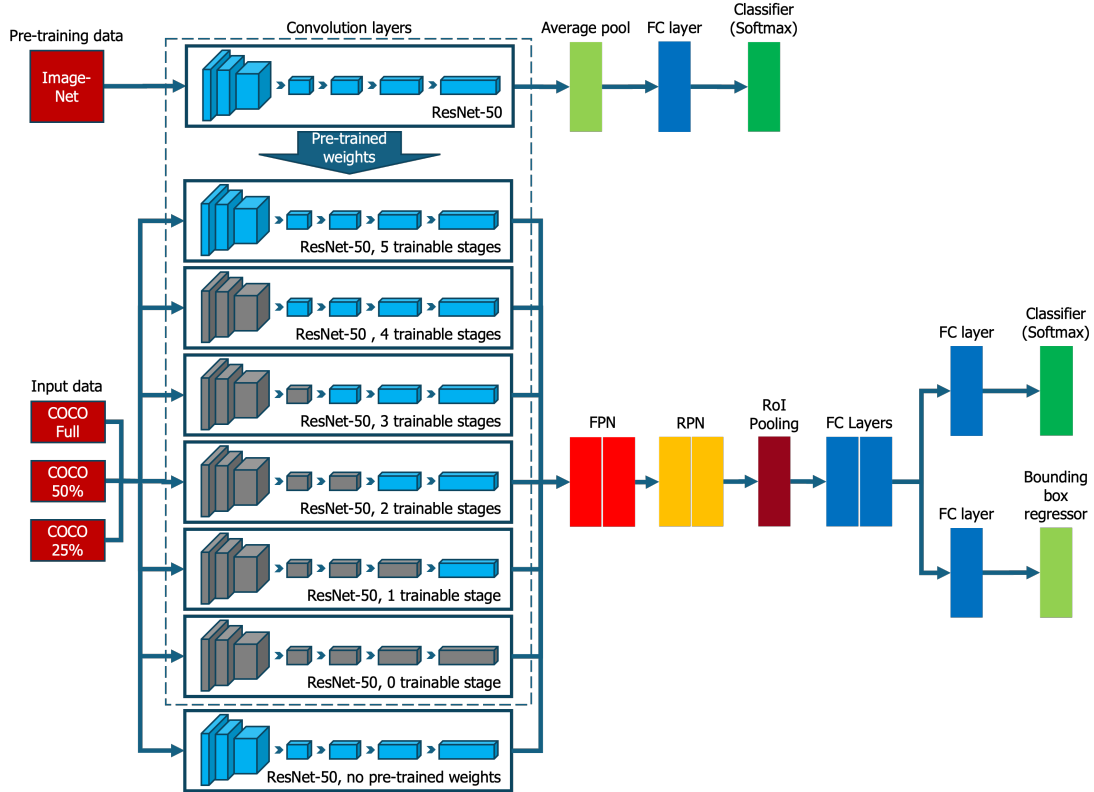 Pre-training data
Image-
Net
Convolution layers
ResNet-50
Average pool
FC layer
Classifier
(Softmax)
Pre-trained
weights
ResNet-50, 5 trainable stages
ResNet-50 , 4 trainable stages
ResNet-50, 3 trainable stages
ResNet-50, 2 trainable stages
ResNet-50, 1 trainable stage
ResNet-50, 0 trainable stage
ResNet-50, no pre-trained weights
Input data
COCO
Full
COCO
50%
COCO
25%
FPN
RPN
RoI
Pooling
FC Layers
FC layer
Classifier
(Softmax)
FC layer
Bounding
box
regressor